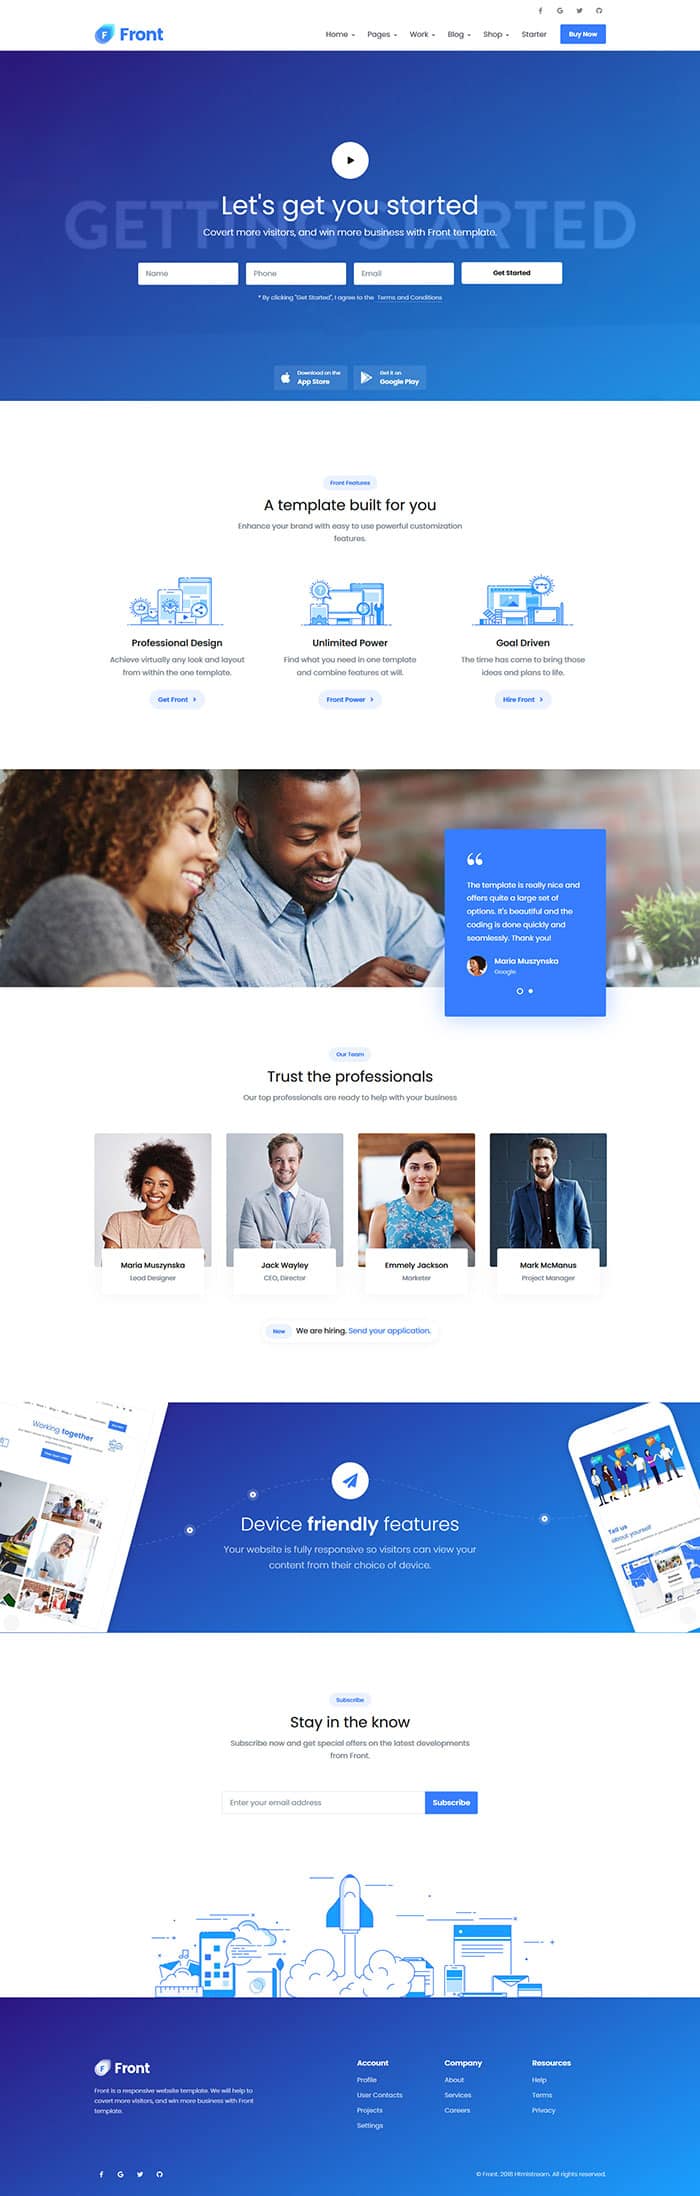 Front
Home Pages Work Blog Shop Starter Buy Now
GETTING STARTED
Let's get you started
Covert more visitors, and win more business with Front template.
Name Phone Email Get Started
* By clicking "Get Started", I agree to the Terms and Conditions
Download on the
App Store
Get it on
Google Play
Front Features
A template built for you
Enhance your brand with easy to use powerful customization
features.
Professional Design
Achieve virtually any look and layout
from within the one template.
Get Front
Unlimited Power
Find what you need in one template
and combine features at will.
Front Power
Goal Driven
The time has come to bring those
ideas and plans to life.
Hire Front
The template is really nice and
offers quite a large set of
options. It's beautiful and the
coding is done quickly and
seamlessly. Thank you!
Maria Muszynska
Google
Our Team
Trust the professionals
Our top professionals are ready to help with your business
Maria Muszynska
Lead Designer
Jack Wayley
CEO, Director
Emmely Jackson
Marketer
Mark McManus
Project Manager
Now We are hiring. Send your application.
Working together
Device friendly features
Your website is fully responsive so visitors can view your
content from their choice of device.
Tell us
about yourself
Subscribe
Stay in the know
Subscribe now and get special offers on the latest developments
from Front.
Enter your email address Subscribe
Front
Front is a responsive website template. We will help to
covert more visitors, and win more business with Front
template.
Account
Profile
User Contacts
Projects
Settings
Company
About
Services
Careers
Resources
Help
Terms
Privacy
© Front. 2018 Htmlstream. All rights reserved.